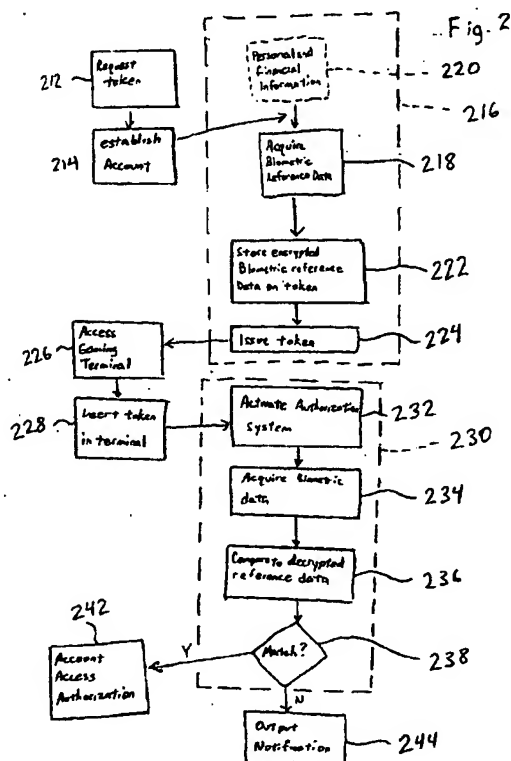 Fig. 2
212
Request
token
214
establish
Account
Personal and
Financial
Information
220
216
Acquire
Biometric
Reference Data
218
Store encrypted
Biometric reference
Data on token
222
Issue token
224
226
Access
Gaming
Terminal
228
Insert token
in terminal
Activate Authorization
System
232
230
Acquire Biometric
data
234
Compare to decrypted
reference data
236
Match?
238
Y
N
242
Account
Access
Authorization
Output
Notification
244